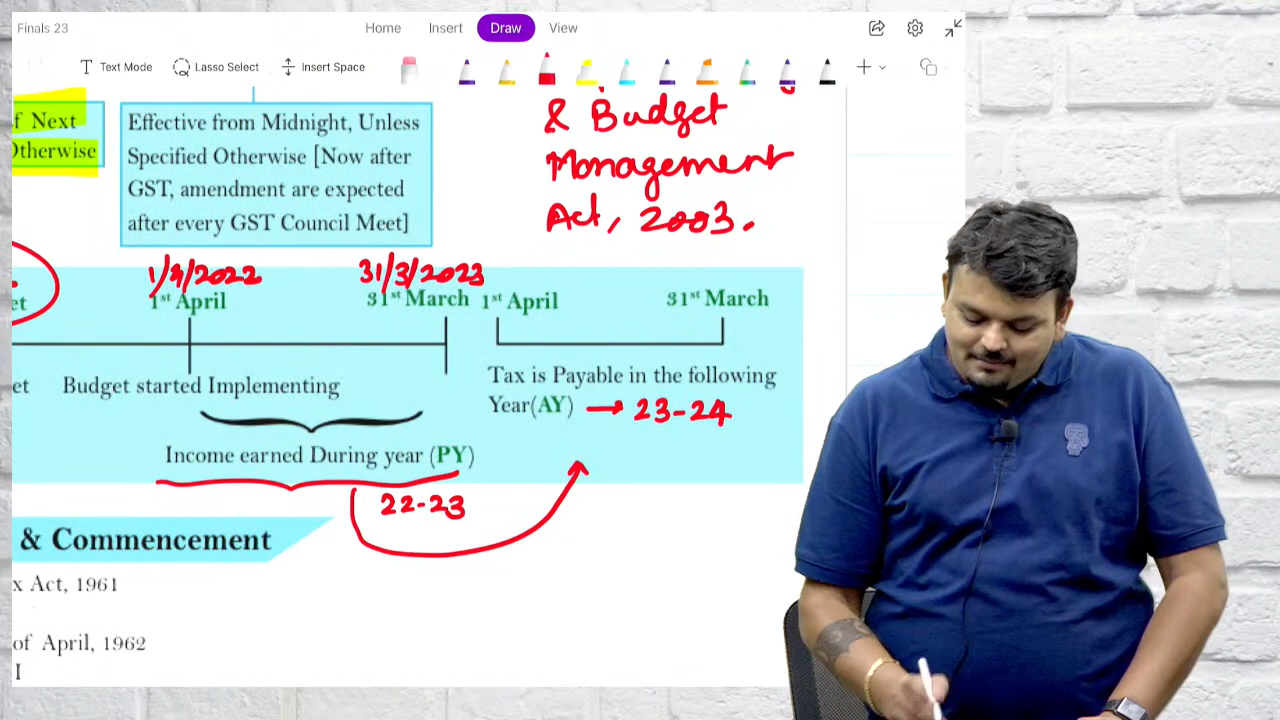 Finals 23
Home Insert Draw View
Text Mode Lasso Select Insert Space
f Next
Otherwise
Effective from Midnight, Unless
Specified Otherwise [Now after
GST, amendment are expected
after every GST Council Meet]
& Budget
Management
Act, 2003.
1/4/2022 31/3/2023
et 1st April 31st March 1st April 31st March
et Budget started Implementing
Tax is Payable in the following
Year(AY) → 23-24
Income earned During year (PY)
22-23
& Commencement
x Act, 1961
of April, 1962
I